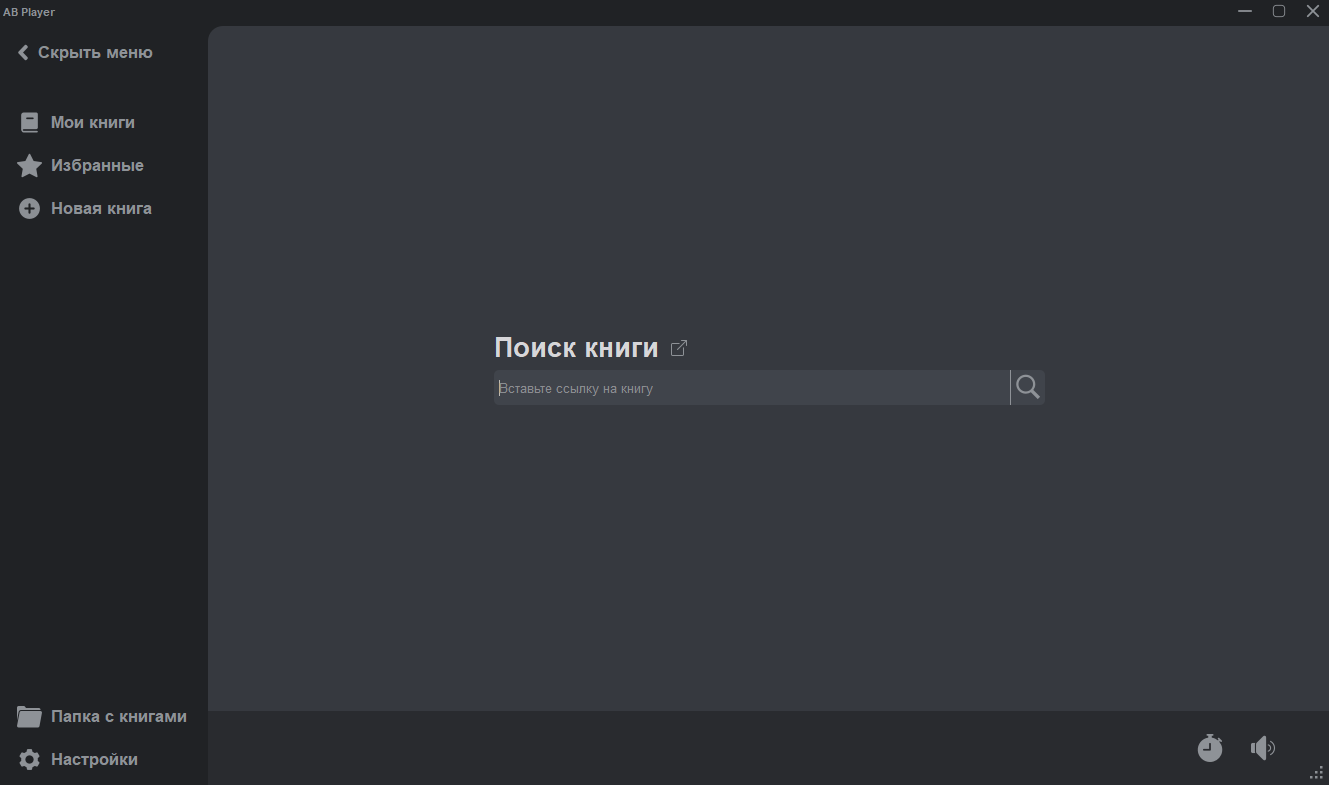 AB Player
Скрыть меню
Мои книги
Избранные
Новая книга
Поиск книги
Вставьте ссылку на книгу
Папка с книгами
Настройки